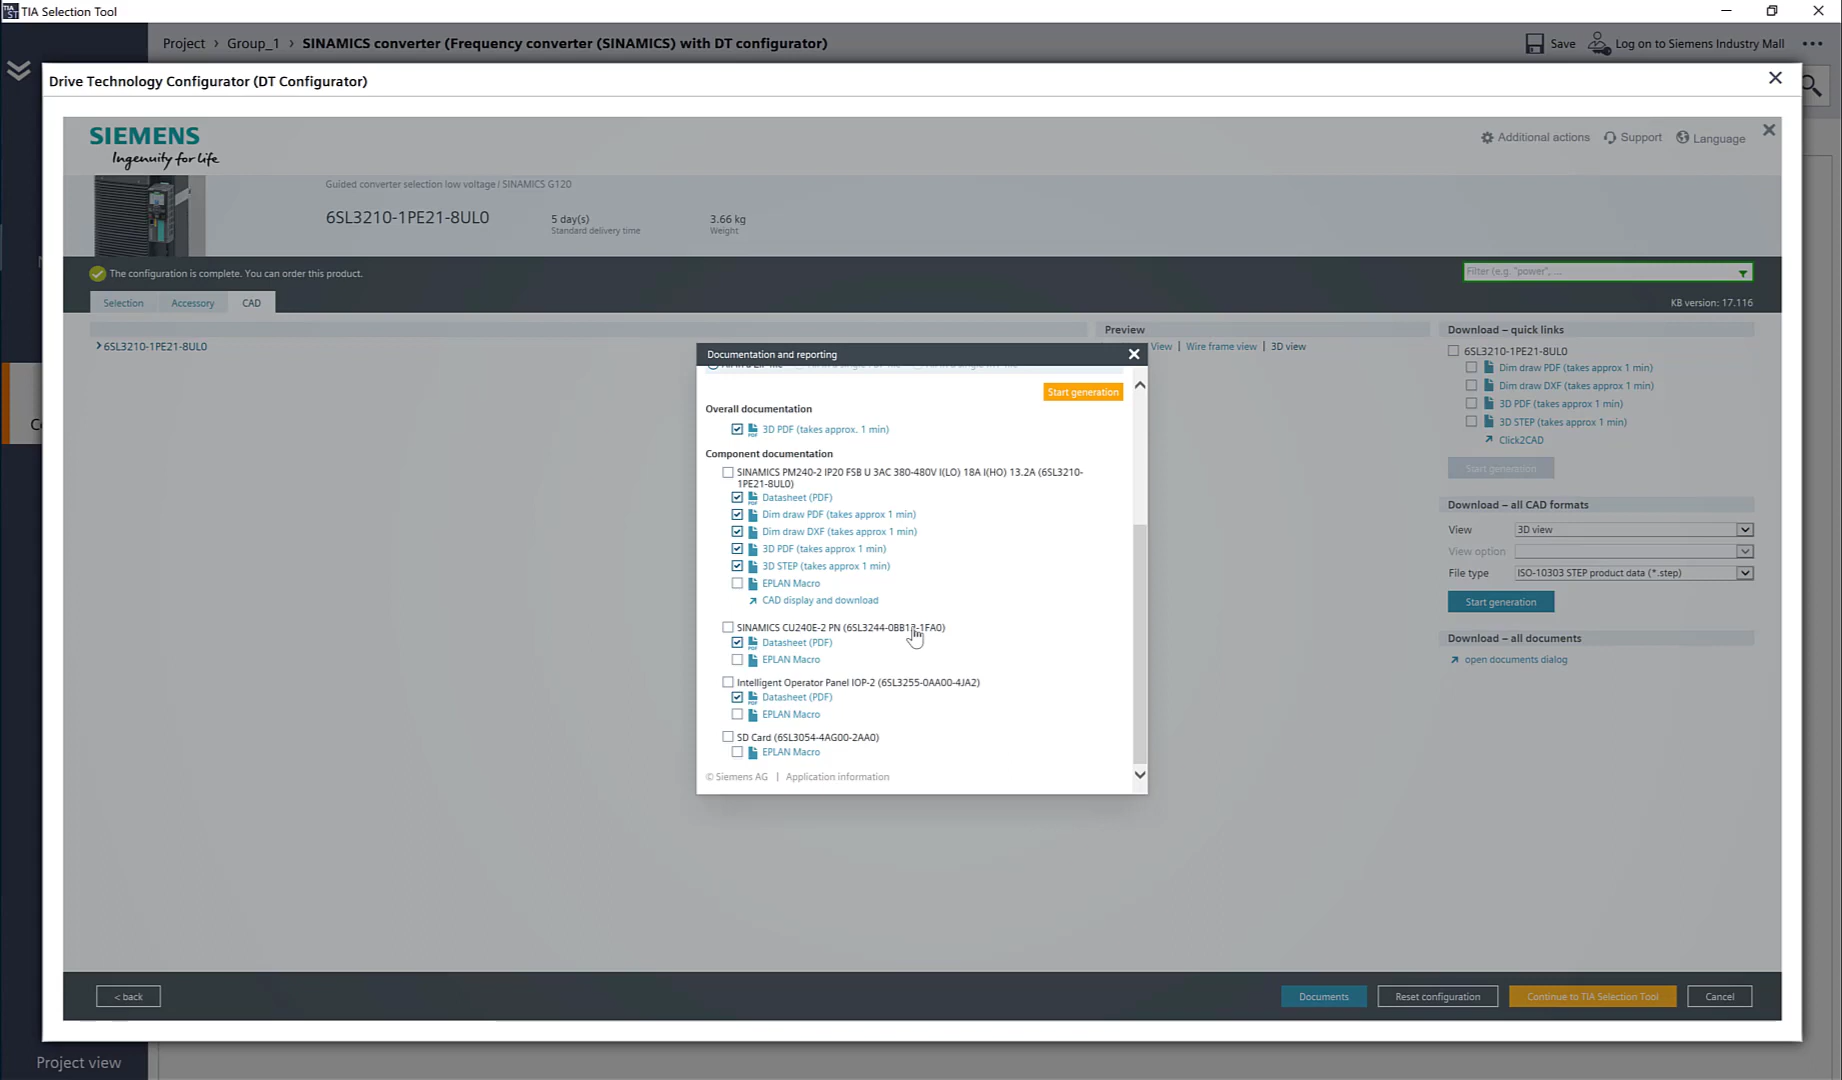 TIA Selection Tool
Project > Group_1 > SINAMICS converter (Frequency converter (SINAMICS) with DT configurator)
Save
Log on to Siemens Industry Mall
Drive Technology Configurator (DT Configurator)
SIEMENS
Ingenuity for life
Additional actions
Support
Language
Guided converter selection low voltage / SINAMICS G120
6SL3210-1PE21-8UL0
5 day(s)
Standard delivery time
3.66 kg
Weight
The configuration is complete. You can order this product.
Filter (e.g. "power", ...
Selection
Accessory
CAD
KB version: 17.116
6SL3210-1PE21-8UL0
Preview
View | Wire frame view | 3D view
Documentation and reporting
Start generation
Overall documentation
3D PDF (takes approx. 1 min)
Component documentation
SINAMICS PM240-2 IP20 FSB U 3AC 380-480V I(LO) 18A I(HO) 13.2A (6SL3210-
1PE21-8UL0)
Datasheet (PDF)
Dim draw PDF (takes approx 1 min)
Dim draw DXF (takes approx 1 min)
3D PDF (takes approx 1 min)
3D STEP (takes approx 1 min)
EPLAN Macro
CAD display and download
SINAMICS CU240E-2 PN (6SL3244-0BB12-1FA0)
Datasheet (PDF)
EPLAN Macro
Intelligent Operator Panel IOP-2 (6SL3255-0AA00-4JA2)
Datasheet (PDF)
EPLAN Macro
SD Card (6SL3054-4AG00-2AA0)
EPLAN Macro
© Siemens AG | Application information
Download – quick links
6SL3210-1PE21-8UL0
Dim draw PDF (takes approx 1 min)
Dim draw DXF (takes approx 1 min)
3D PDF (takes approx 1 min)
3D STEP (takes approx 1 min)
Click2CAD
Start generation
Download – all CAD formats
View
3D view
View option
File type
ISO-10303 STEP product data (*.step)
Start generation
Download – all documents
open documents dialog
< back
Documents
Reset configuration
Continue to TIA Selection Tool
Cancel
Project view